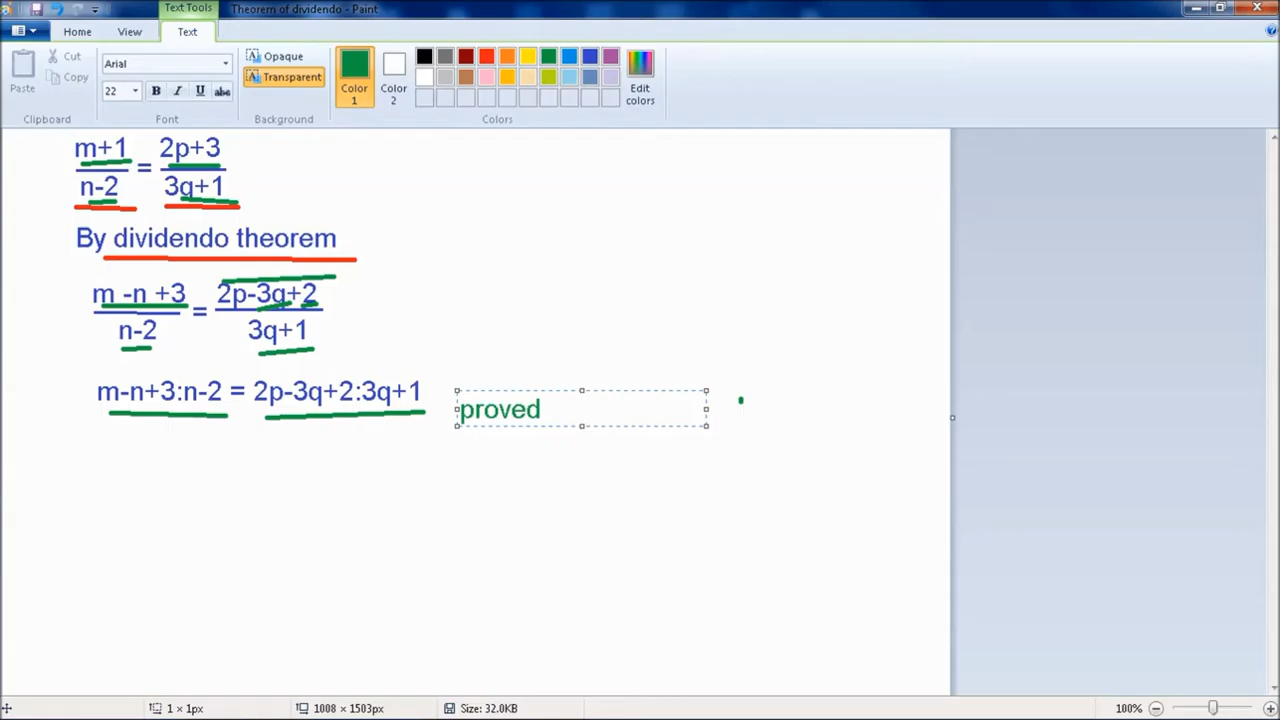 Text Tools
Theorem of dividendo - Paint
Home View Text
Paste
Cut
Copy
Clipboard
Arial
22 B I U abc
Font
Opaque
Transparent
Background
Color 1
Color 2
Edit colors
Colors
m+1 = 2p+3
n-2 3q+1
By dividendo theorem
m -n +3 = 2p-3q+2
n-2 3q+1
m-n+3:n-2 = 2p-3q+2:3q+1 proved
1 × 1px 1008 × 1503px Size: 32.0KB 100%